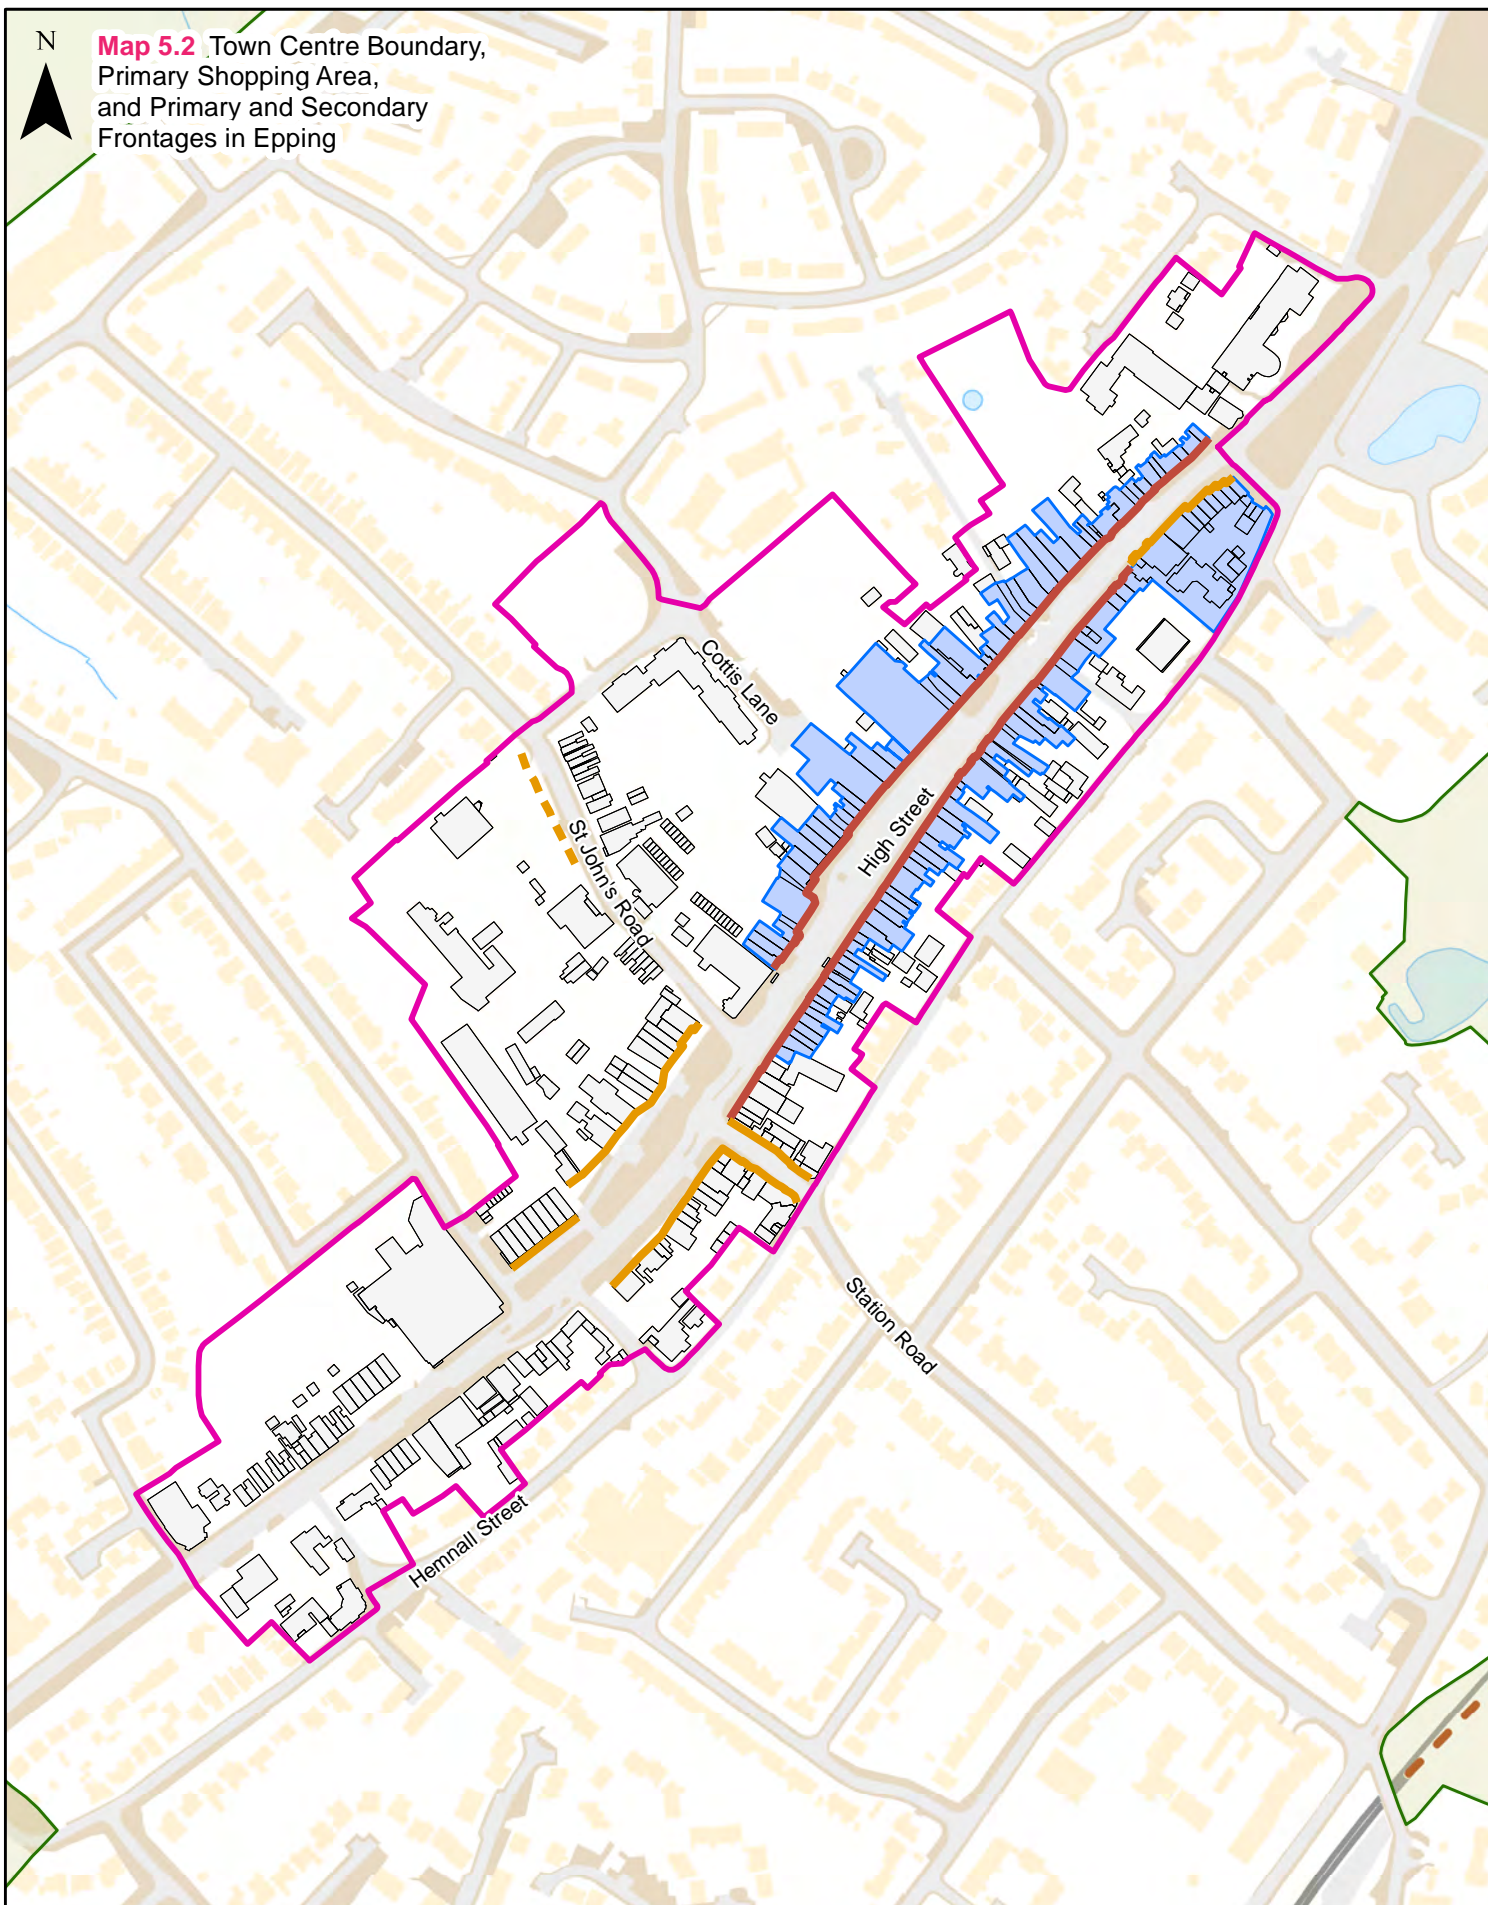 N
Map 5.2 Town Centre Boundary,
Primary Shopping Area,
and Primary and Secondary
Frontages in Epping
Cottis Lane
High Street
St John's Road
Station Road
Hemnall Street